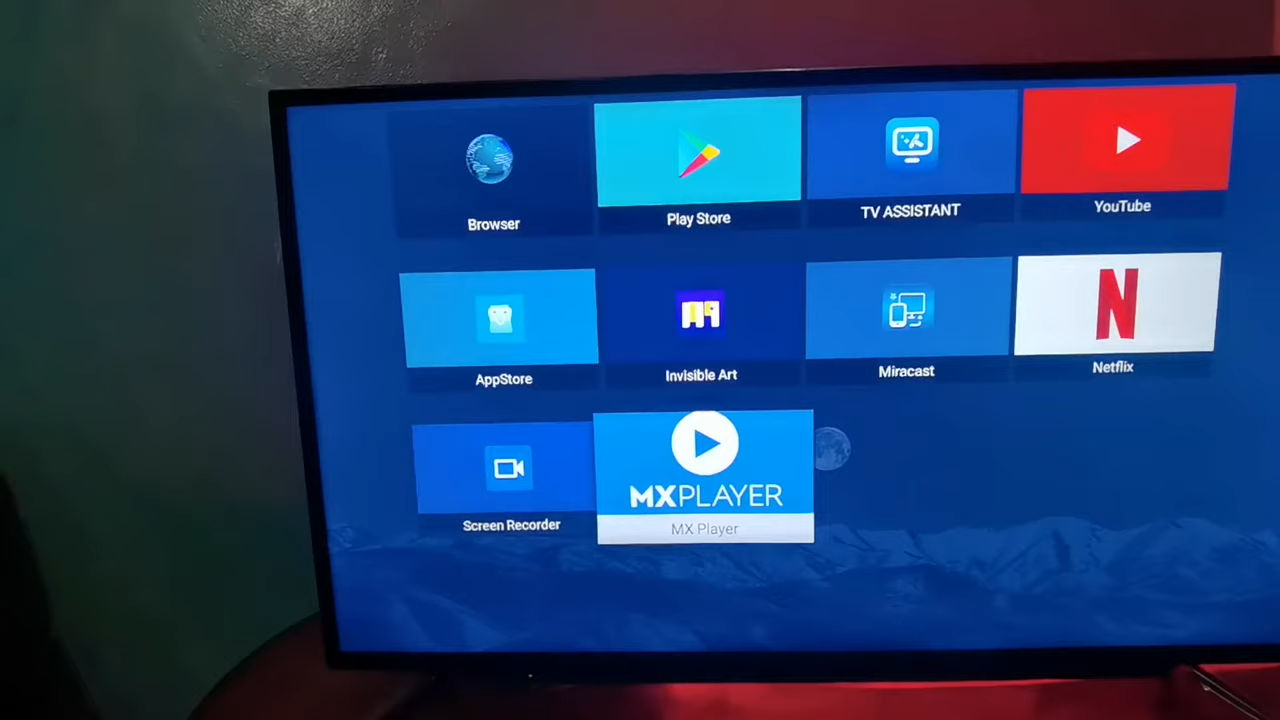 Browser
Play Store
TV ASSISTANT
YouTube
AppStore
Invisible Art
Miracast
N
Netflix
Screen Recorder
MXPLAYER
MX Player